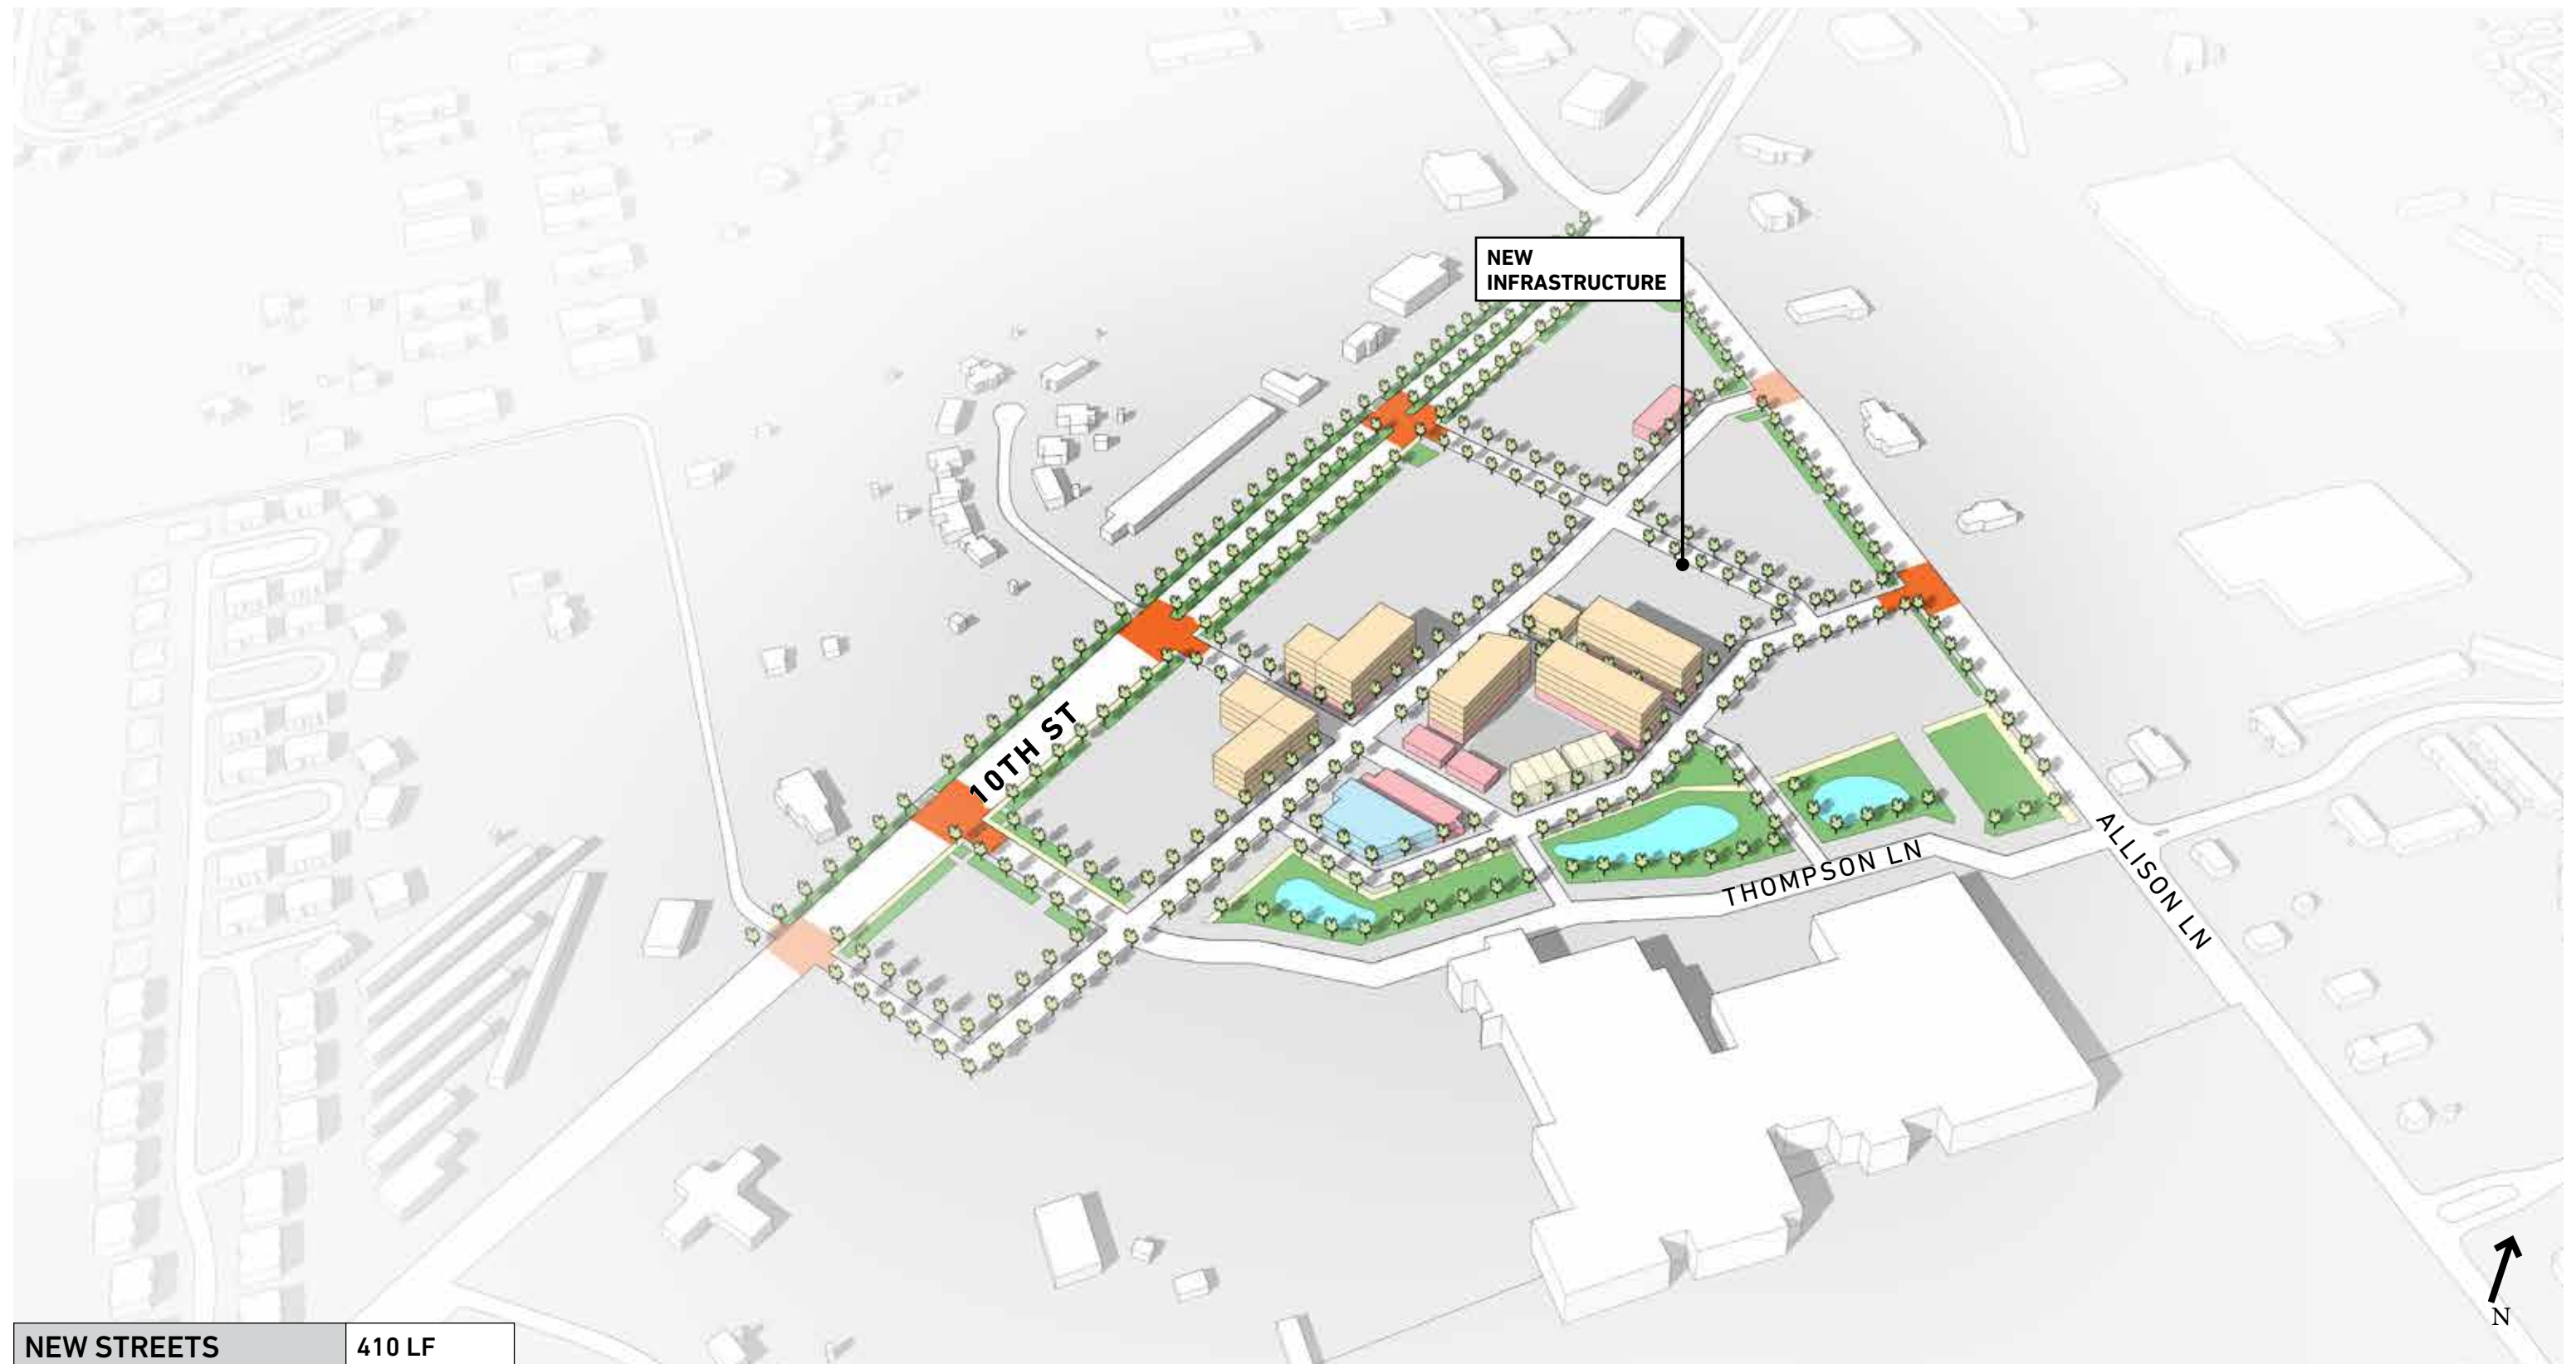 NEW
INFRASTRUCTURE
10TH ST
THOMPSON LN
ALLISON LN
N
NEW STREETS 410 LF